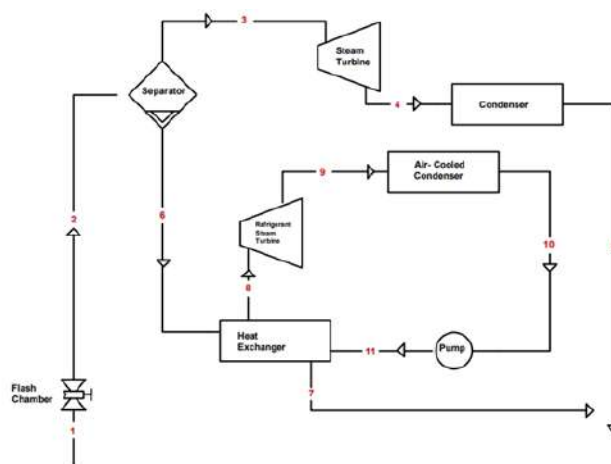 3
Steam
Turbine
Separator
4
Condenser
9
Air- Cooled
Condenser
2
6
Refrigerant
Steam
Turbine
10
8
Heat
Exchanger
11
Pump
7
Flash
Chamber
1